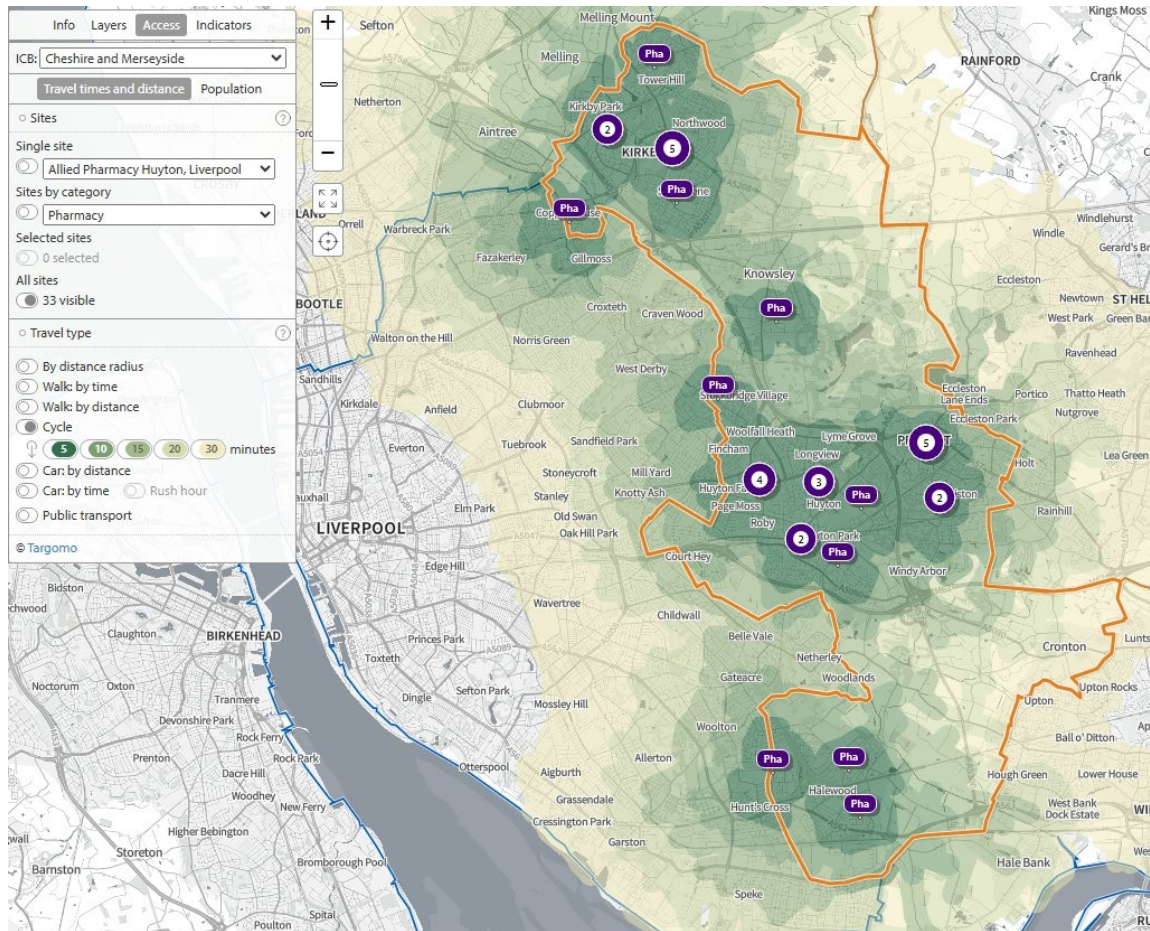 Info Layers Access Indicators
ICB: Cheshire and Merseyside
Travel times and distance Population
Sites ?
Single site
Allied Pharmacy Huyton, Liverpool
Sites by category
Pharmacy
Selected sites
0 selected
All sites
33 visible
Travel type ?
By distance radius
Walk: by time
Walk: by distance
Cycle
5 10 15 20 30 minutes
Car: by distance
Car: by time Rush hour
Public transport
© Targomo
+
−
Sefton
Melling Mount
Kings Moss
Melling
Pha
Tower Hill
RAINFORD
Crank
Netherton
Kirkby Park
Aintree
2
Northwood
5
Pha
Pha
Orrell
Warbreck Park
Fazakerley
Gillmoss
Windlehurst
Windle
Gerard's
Knowsley
Eccleston
BOOTLE
Croxteth
Craven Wood
Pha
Newtown
West Park
Green
Walton on the Hill
Norris Green
Ravenhead
Sandhills
West Derby
Pha
Stockbridge Village
Eccleston
Lane Ends
Portico
Thatto Heath
Kirkdale
Anfield
Clubmoor
Eccleston Park
Nutgrove
Everton
Tuebrook
Sandfield Park
Woolfall Heath
Lyme Grove
5
Fincham
Longview
Holt
Lea Green
Stoneycroft
Mill Yard
4
3
Vauxhall
Stanley
Knotty Ash
Huyton
Pha
2
Elm Park
Page Moss
Rainhill
LIVERPOOL
Old Swan
Oak Hill Park
Roby
2
Pha
Court Hey
Edge Hill
Windy Arbor
Bidston
Wavertree
Childwall
Claughton
BIRKENHEAD
Princes Park
A5089
Belle Vale
Cronton
Toxteth
Netherley
Noctorum
Oxton
Sefton Park
Gateacre
Woodlands
Upton Rocks
Tranmere
Dingle
Mossley Hill
Upton
Devonshire Park
Woolton
Ball o' Ditton
Rock Ferry
Prenton
Rock Park
Allerton
Pha
Pha
Dacre Hill
Otterspool
Aigburth
Hough Green
Lower House
Woodhey
Halewood
New Ferry
Grassendale
Hunt's Cross
Pha
West Bank
Dock Estate
Higher Bebington
Cressington Park
Storeton
Garston
Bromborough Pool
Hale Bank
Barnston
Speke
Spital
Poulton